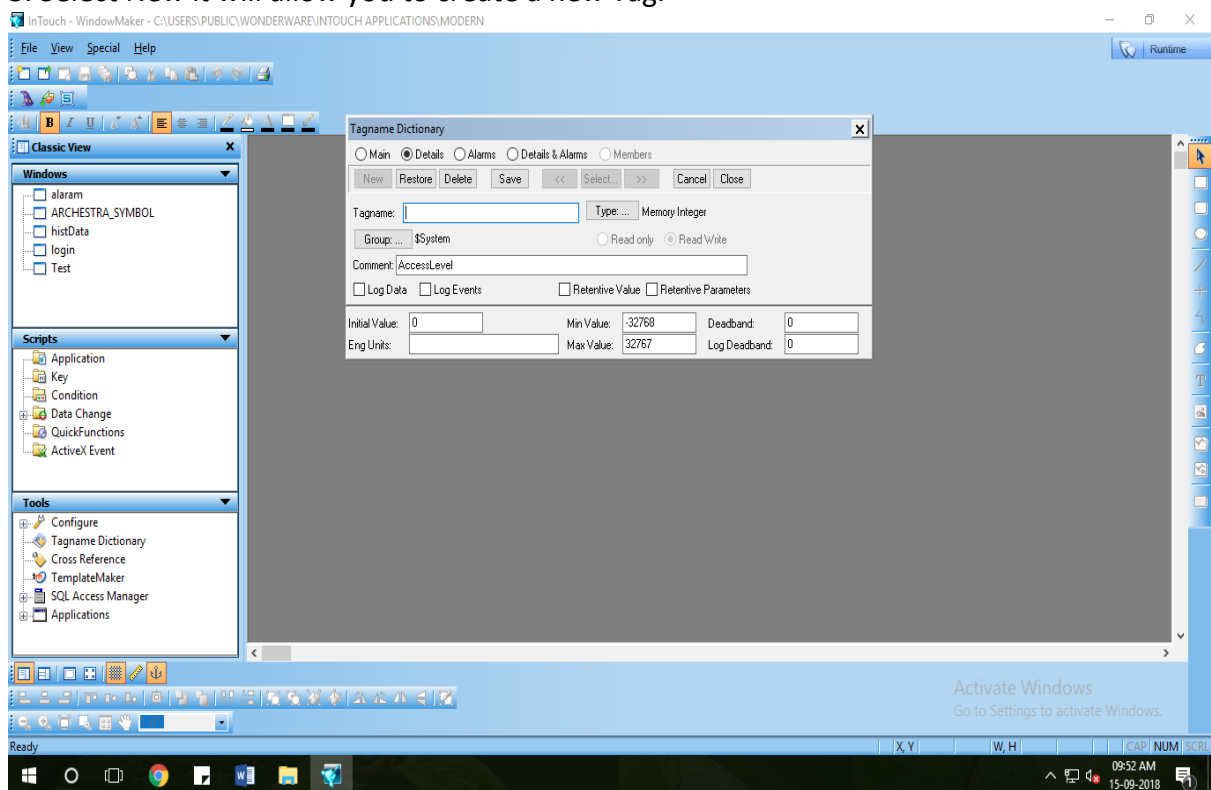 InTouch - WindowMaker - C:\USERS\PUBLIC\WONDERWARE\INTOUCH APPLICATIONS\MODERN
File View Special Help
Runtime
B I U
Classic View x
Windows
alaram
ARCHESTRA_SYMBOL
histData
login
Test
Scripts
Application
Key
Condition
Data Change
QuickFunctions
ActiveX Event
Tools
Configure
Tagname Dictionary
Cross Reference
TemplateMaker
SQL Access Manager
Applications
Tagname Dictionary x
Main Details Alarms Details & Alarms Members
New Restore Delete Save << Select... >> Cancel Close
Tagname: Type: ... Memory Integer
Group: ... $System Read only Read Write
Comment: AccessLevel
Log Data Log Events Retentive Value Retentive Parameters
Initial Value: 0 Min Value: -32768 Deadband: 0
Eng Units: Max Value: 32767 Log Deadband: 0
Activate Windows
Go to Settings to activate Windows.
Ready X, Y W, H CAP NUM SCRL
09:52 AM
15-09-2018